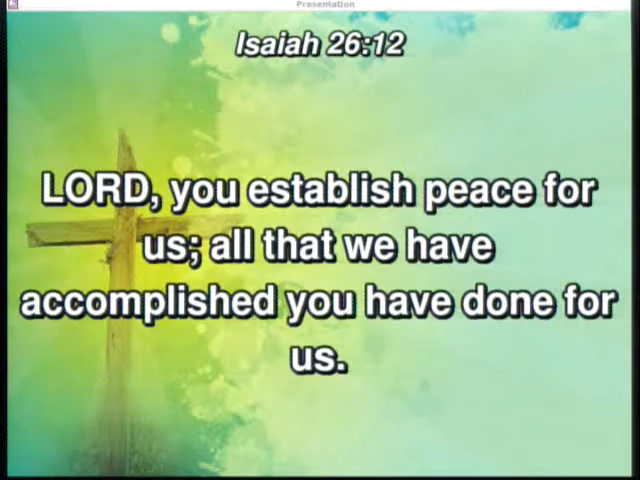 Presentation
Isaiah 26:12
LORD, you establish peace for
us; all that we have
accomplished you have done for
us.